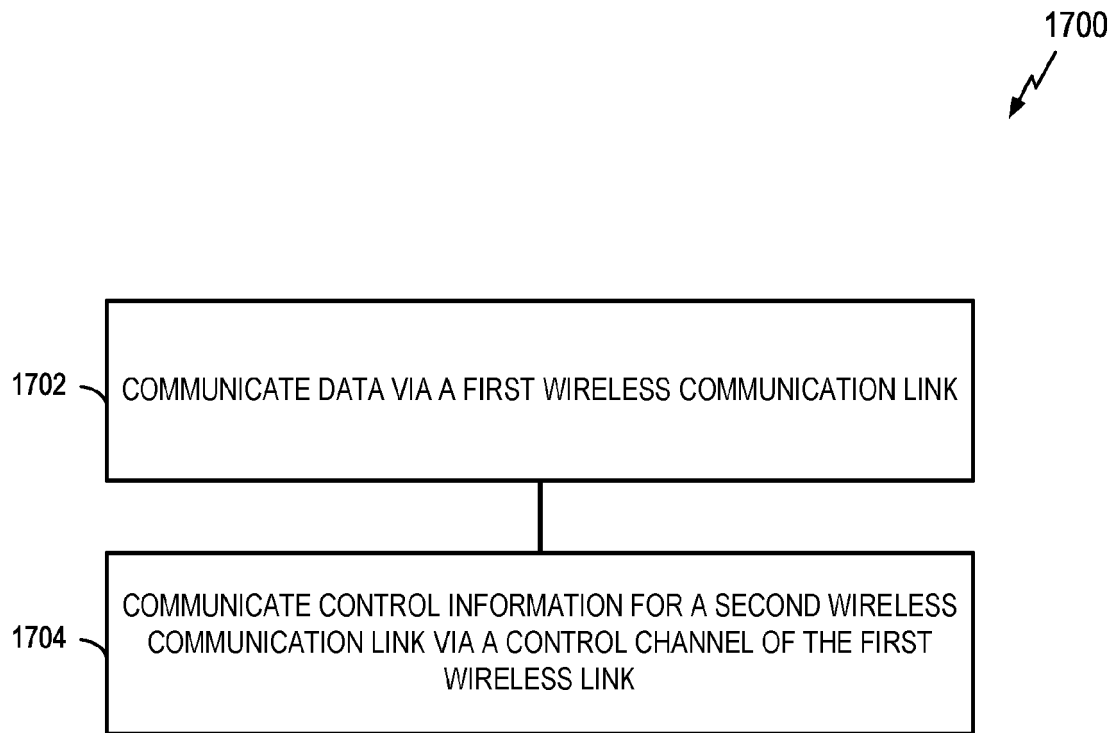 1700
1702
COMMUNICATE DATA VIA A FIRST WIRELESS COMMUNICATION LINK
1704
COMMUNICATE CONTROL INFORMATION FOR A SECOND WIRELESS
COMMUNICATION LINK VIA A CONTROL CHANNEL OF THE FIRST
WIRELESS LINK